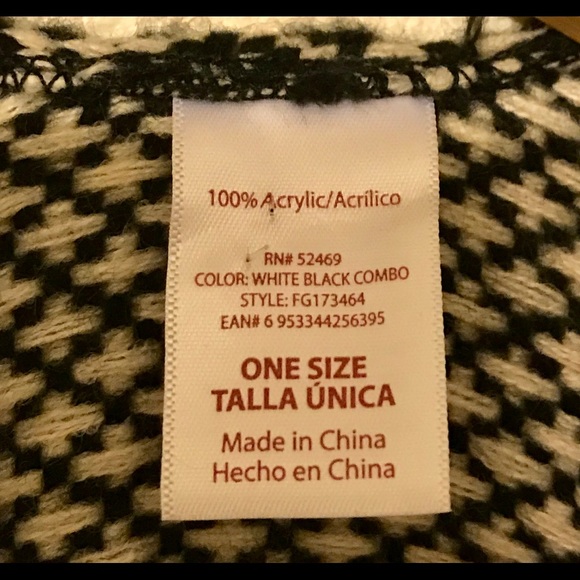 100% Acrylic/Acrílico
RN# 52469
COLOR: WHITE BLACK COMBO
STYLE: FG173464
EAN# 6 953344256395
ONE SIZE
TALLA ÚNICA
Made in China
Hecho en China